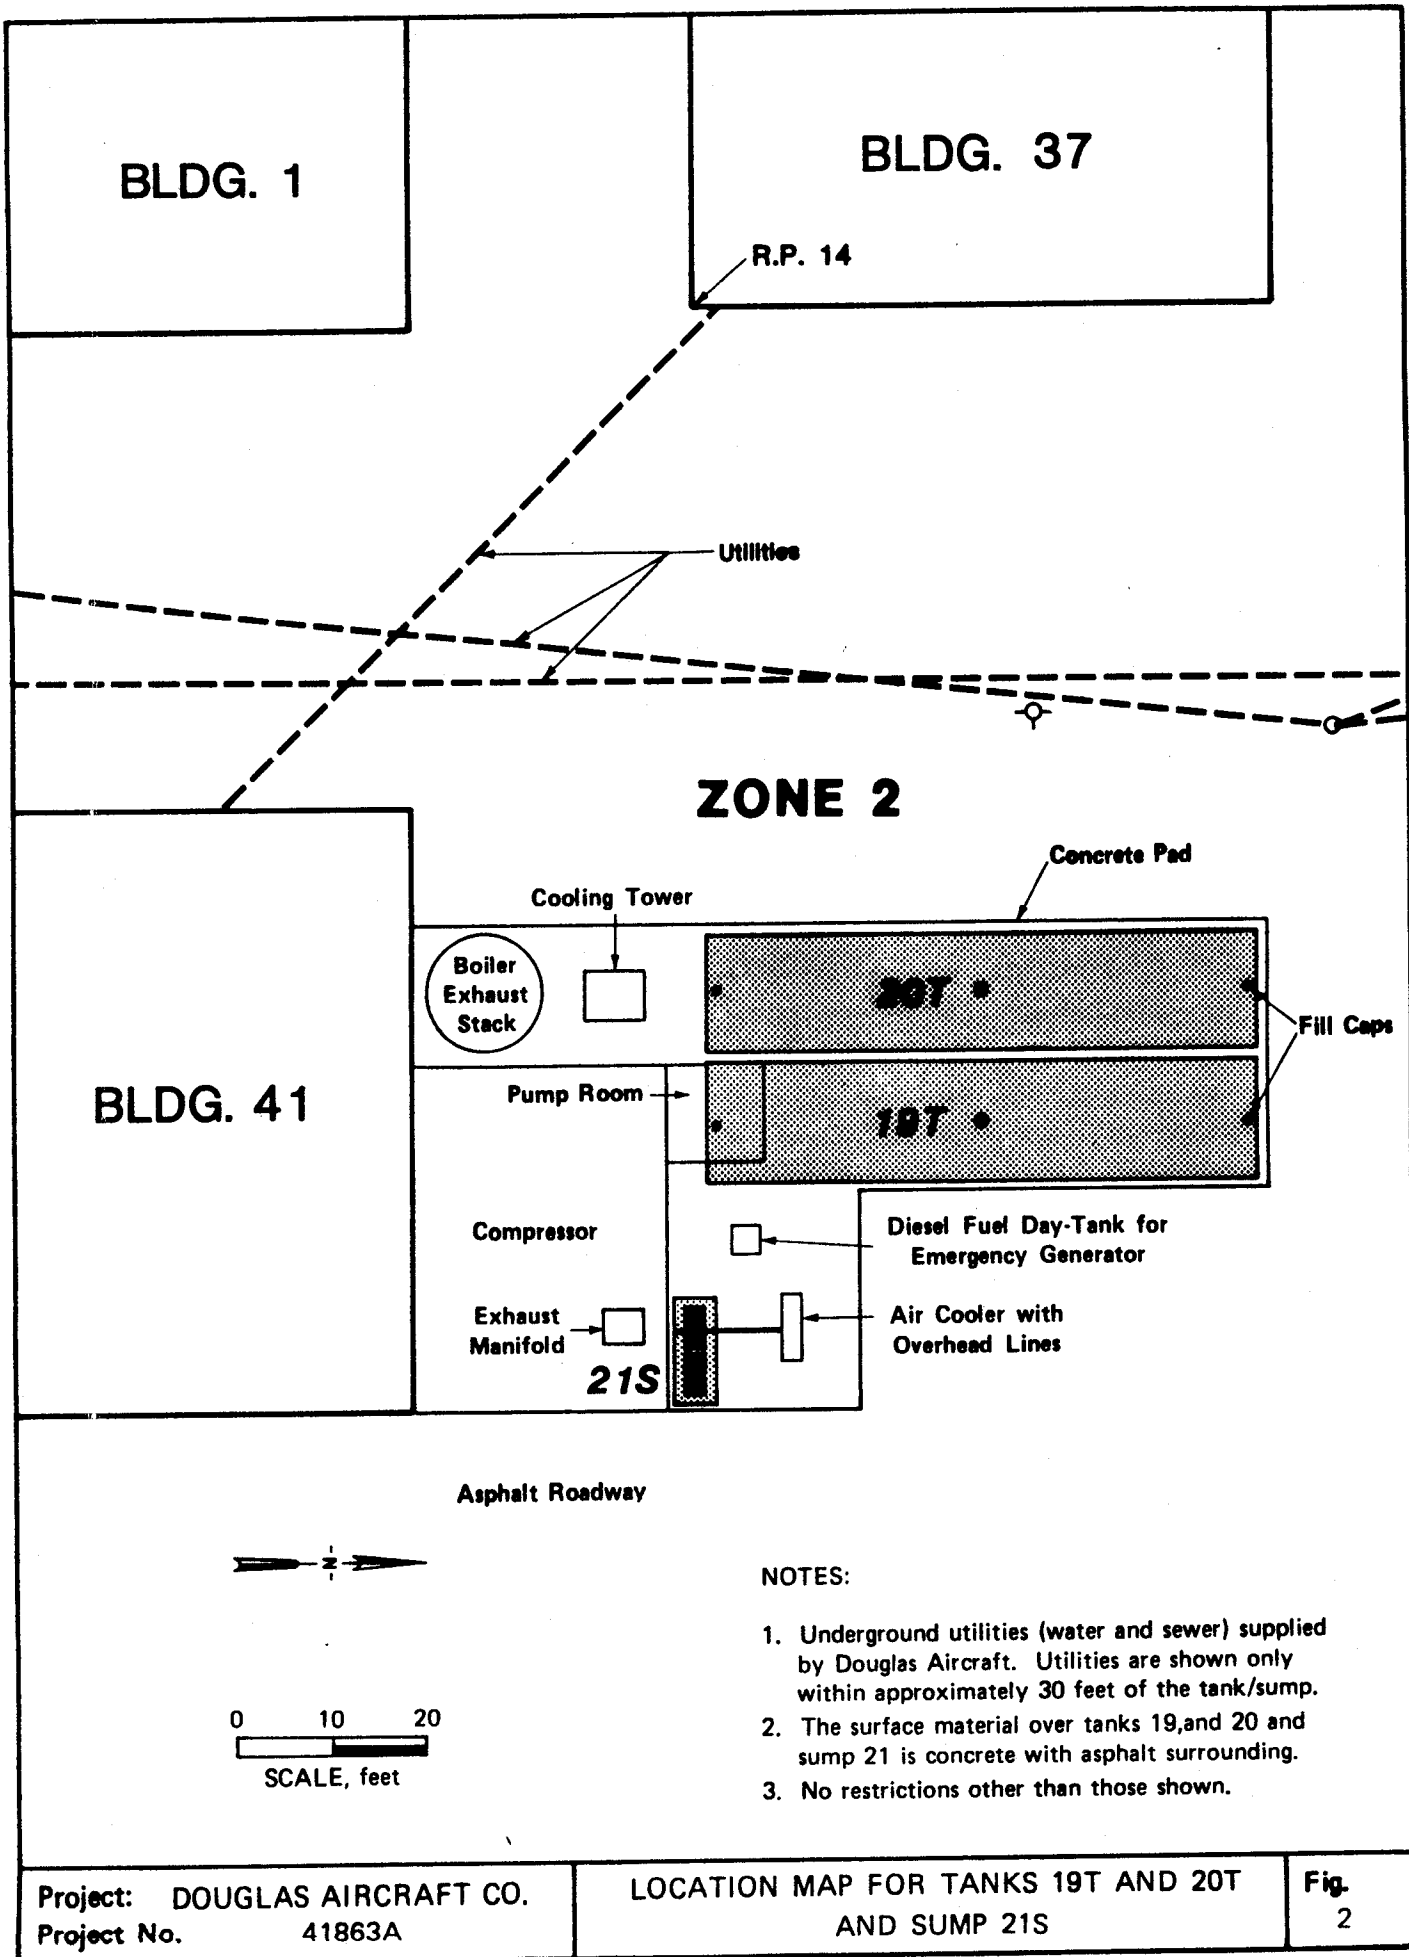 BLDG. 1
BLDG. 37
R.P. 14
Utilities
ZONE 2
Concrete Pad
Cooling Tower
Boiler
Exhaust
Stack
20T
Fill Caps
BLDG. 41
Pump Room
19T
Compressor
Diesel Fuel Day-Tank for
Emergency Generator
Exhaust
Manifold
Air Cooler with
Overhead Lines
21S
Asphalt Roadway
N
NOTES:
1. Underground utilities (water and sewer) supplied
by Douglas Aircraft. Utilities are shown only
within approximately 30 feet of the tank/sump.
2. The surface material over tanks 19,and 20 and
sump 21 is concrete with asphalt surrounding.
3. No restrictions other than those shown.
0 10 20
SCALE, feet
Project: DOUGLAS AIRCRAFT CO.
Project No. 41863A
LOCATION MAP FOR TANKS 19T AND 20T
AND SUMP 21S
Fig.
2